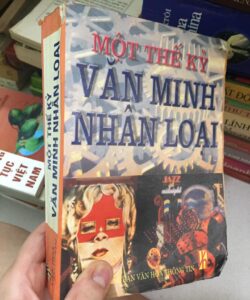 MỘT THẾ KỶ
VĂN MINH
NHÂN LOẠI
MỘT THẾ KỶ
VĂN MINH NHÂN LOẠI
JAZZ
TỤC
VIỆT
NAM